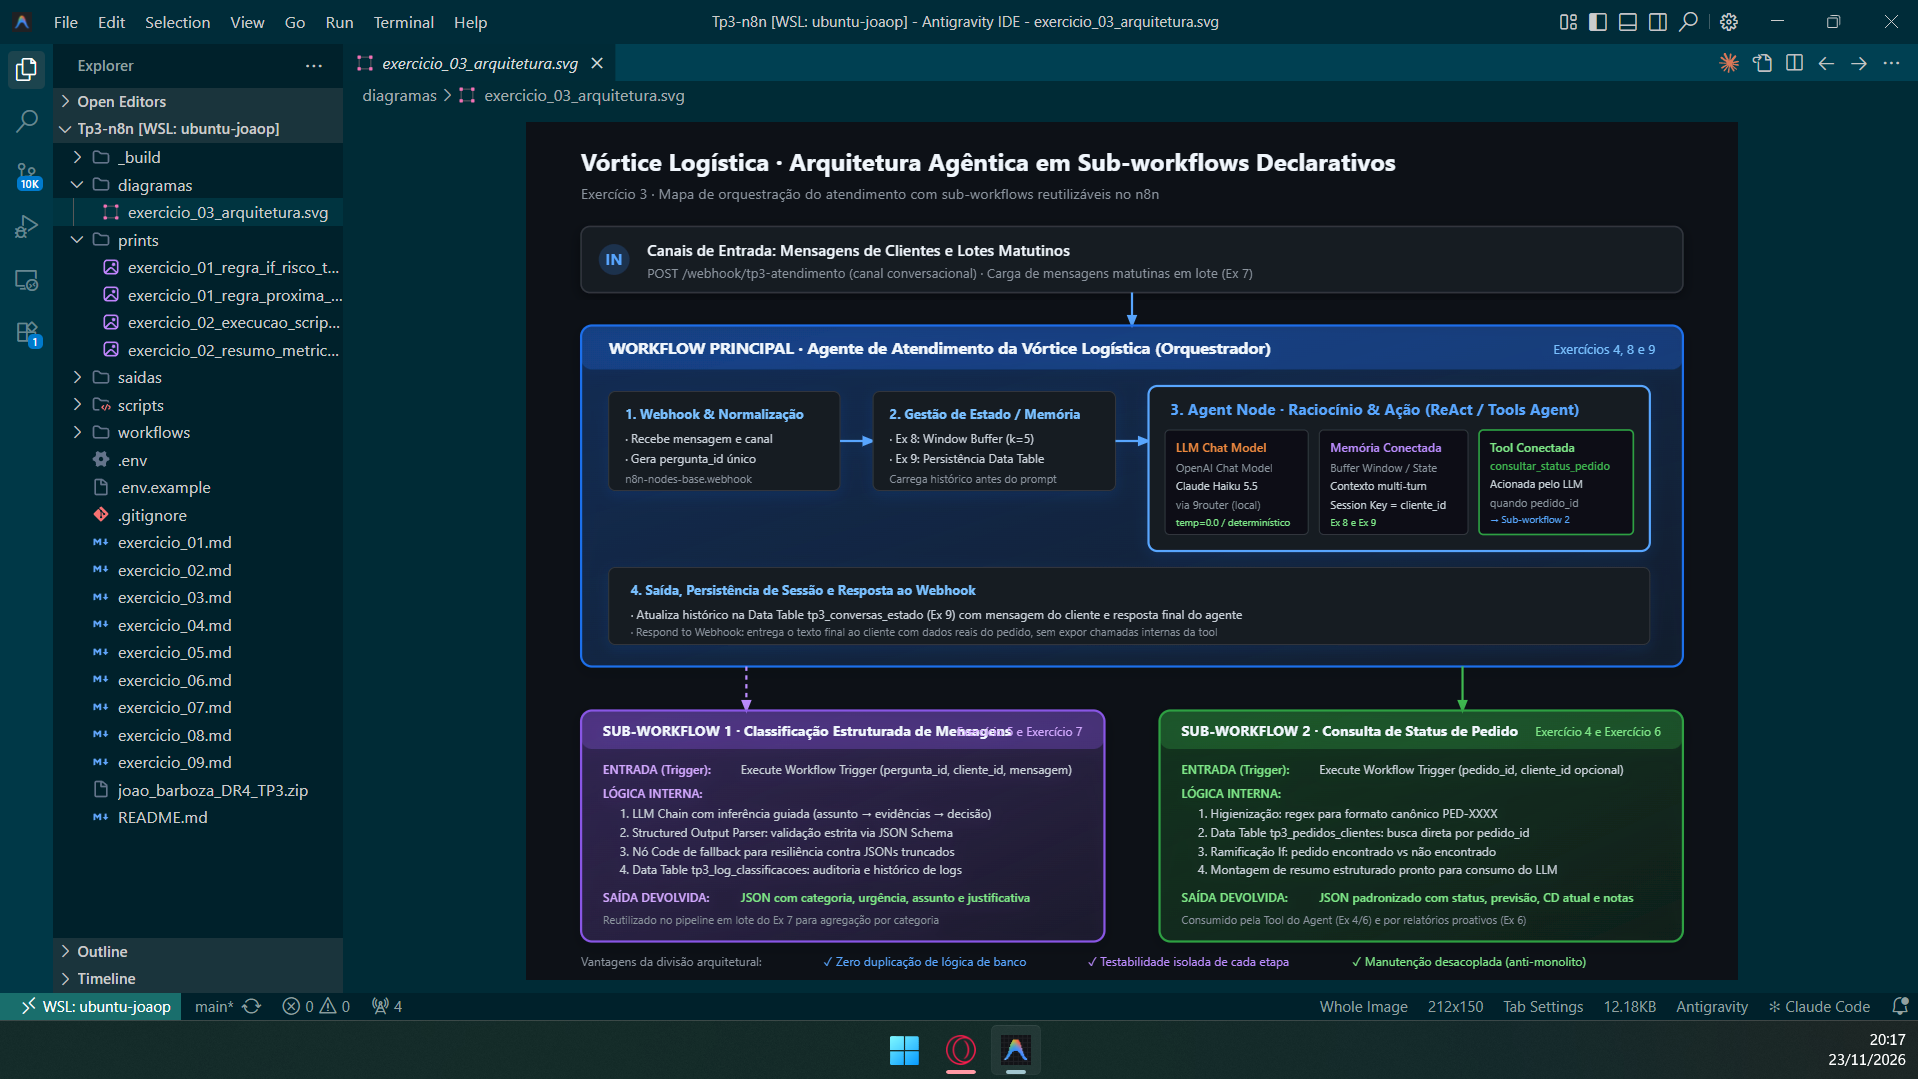 File Edit Selection View Go Run Terminal Help
Tp3-n8n [WSL: ubuntu-joaop] - Antigravity IDE - exercicio_03_arquitetura.svg
Explorer
exercicio_03_arquitetura.svg
diagramas > exercicio_03_arquitetura.svg
Open Editors
Tp3-n8n [WSL: ubuntu-joaop]
_build
diagramas
exercicio_03_arquitetura.svg
prints
exercicio_01_regra_if_risco_t...
exercicio_01_regra_proxima_...
exercicio_02_execucao_scrip...
exercicio_02_resumo_metric...
saidas
scripts
workflows
.env
.env.example
.gitignore
exercicio_01.md
exercicio_02.md
exercicio_03.md
exercicio_04.md
exercicio_05.md
exercicio_06.md
exercicio_07.md
exercicio_08.md
exercicio_09.md
joao_barboza_DR4_TP3.zip
README.md
Outline
Timeline
10K
1
Vórtice Logística · Arquitetura Agêntica em Sub-workflows Declarativos
Exercício 3 · Mapa de orquestração do atendimento com sub-workflows reutilizáveis no n8n
IN
Canais de Entrada: Mensagens de Clientes e Lotes Matutinos
POST /webhook/tp3-atendimento (canal conversacional) · Carga de mensagens matutinas em lote (Ex 7)
WORKFLOW PRINCIPAL · Agente de Atendimento da Vórtice Logística (Orquestrador)
Exercícios 4, 8 e 9
1. Webhook & Normalização
· Recebe mensagem e canal
· Gera pergunta_id único
n8n-nodes-base.webhook
2. Gestão de Estado / Memória
· Ex 8: Window Buffer (k=5)
· Ex 9: Persistência Data Table
Carrega histórico antes do prompt
3. Agent Node · Raciocínio & Ação (ReAct / Tools Agent)
LLM Chat Model
OpenAI Chat Model
Claude Haiku 5.5
via 9router (local)
temp=0.0 / determinístico
Memória Conectada
Buffer Window / State
Contexto multi-turn
Session Key = cliente_id
Ex 8 e Ex 9
Tool Conectada
consultar_status_pedido
Acionada pelo LLM
quando pedido_id
→ Sub-workflow 2
4. Saída, Persistência de Sessão e Resposta ao Webhook
· Atualiza histórico na Data Table tp3_conversas_estado (Ex 9) com mensagem do cliente e resposta final do agente
· Respond to Webhook: entrega o texto final ao cliente com dados reais do pedido, sem expor chamadas internas da tool
SUB-WORKFLOW 1 · Classificação Estruturada de Mensagens
e Exercício 7
ENTRADA (Trigger): Execute Workflow Trigger (pergunta_id, cliente_id, mensagem)
LÓGICA INTERNA:
1. LLM Chain com inferência guiada (assunto → evidências → decisão)
2. Structured Output Parser: validação estrita via JSON Schema
3. Nó Code de fallback para resiliência contra JSONs truncados
4. Data Table tp3_log_classificacoes: auditoria e histórico de logs
SAÍDA DEVOLVIDA: JSON com categoria, urgência, assunto e justificativa
Reutilizado no pipeline em lote do Ex 7 para agregação por categoria
SUB-WORKFLOW 2 · Consulta de Status de Pedido
Exercício 4 e Exercício 6
ENTRADA (Trigger): Execute Workflow Trigger (pedido_id, cliente_id opcional)
LÓGICA INTERNA:
1. Higienização: regex para formato canônico PED-XXXX
2. Data Table tp3_pedidos_clientes: busca direta por pedido_id
3. Ramificação If: pedido encontrado vs não encontrado
4. Montagem de resumo estruturado pronto para consumo do LLM
SAÍDA DEVOLVIDA: JSON padronizado com status, previsão, CD atual e notas
Consumido pela Tool do Agent (Ex 4/6) e por relatórios proativos (Ex 6)
Vantagens da divisão arquitetural: ✓ Zero duplicação de lógica de banco ✓ Testabilidade isolada de cada etapa ✓ Manutenção desacoplada (anti-monolito)
WSL: ubuntu-joaop main* 0 0 4 Whole Image 212x150 Tab Settings 12.18KB Antigravity Claude Code
20:17
23/11/2026